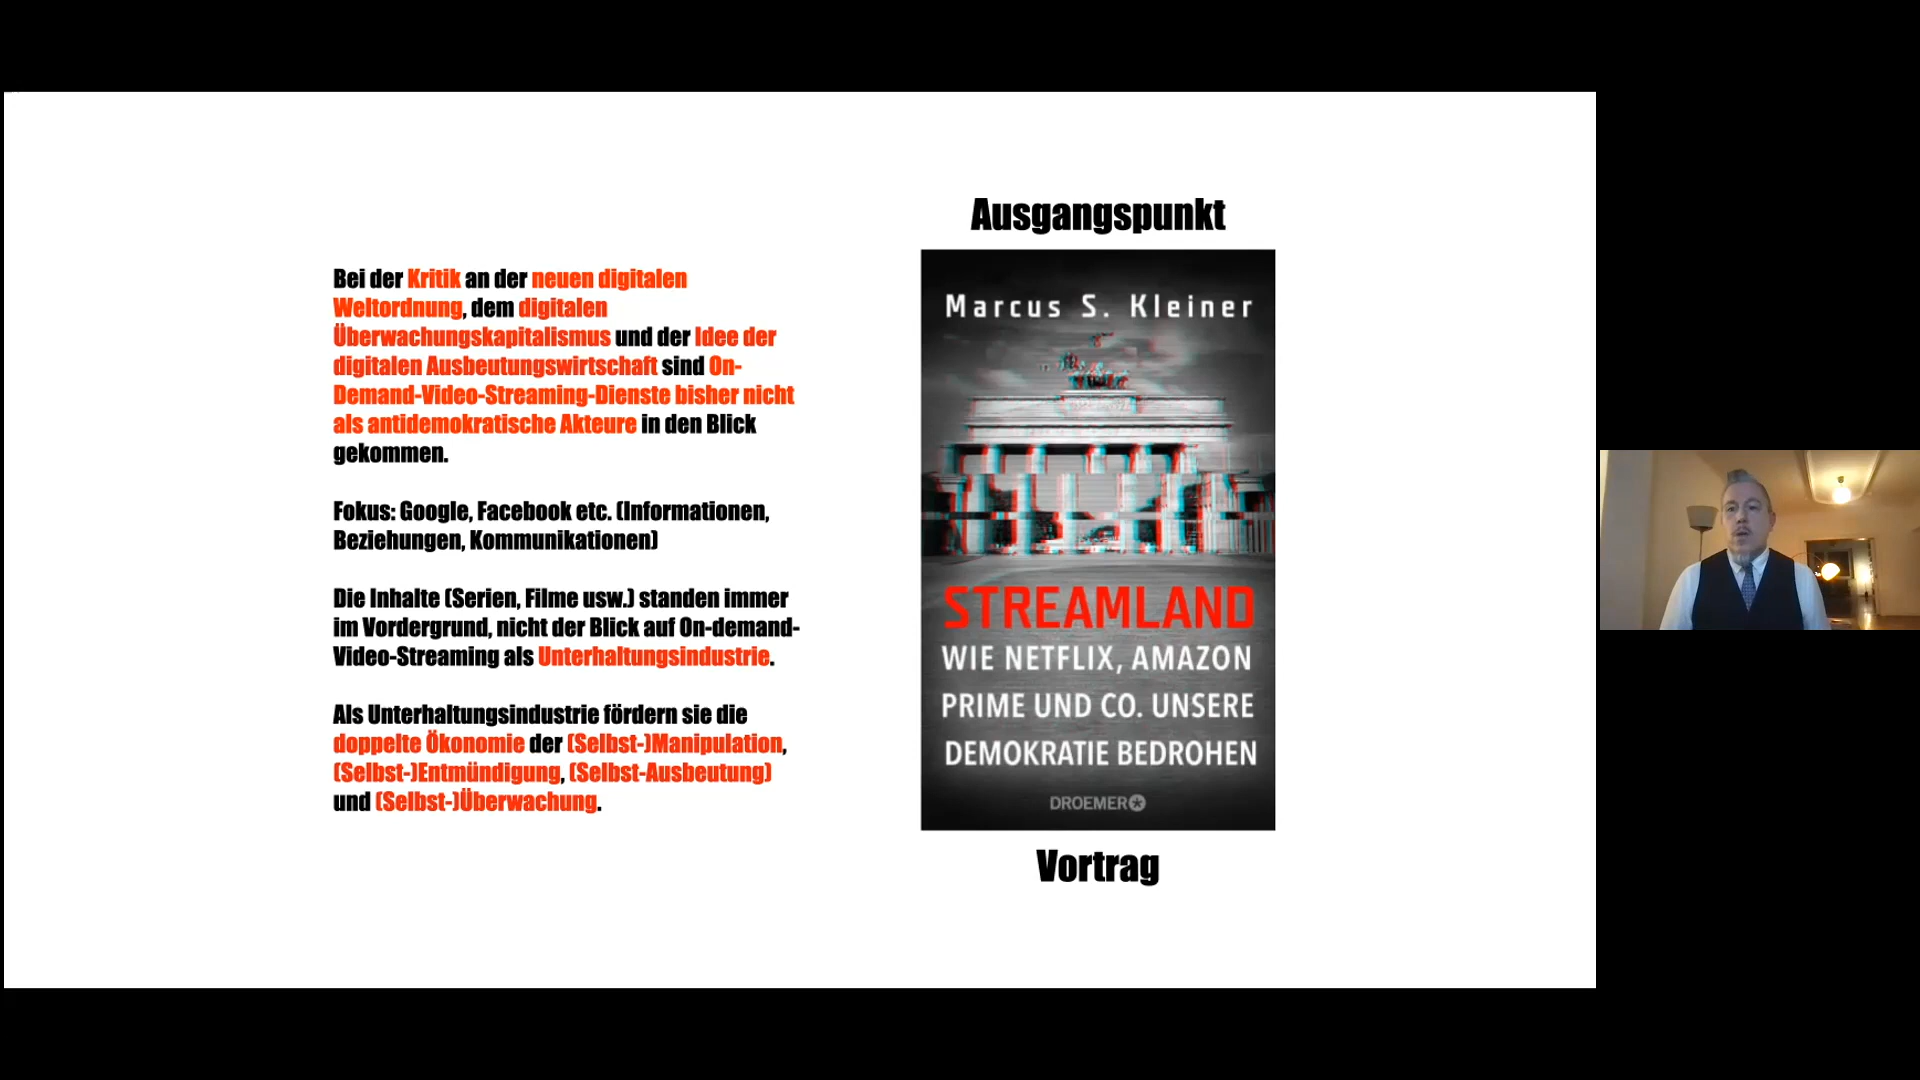 Bei der Kritik an der neuen digitalen
Weltordnung, dem digitalen
Überwachungskapitalismus und der Idee der
digitalen Ausbeutungswirtschaft sind On-
Demand-Video-Streaming-Dienste bisher nicht
als antidemokratische Akteure in den Blick
gekommen.
Fokus: Google, Facebook etc. (Informationen,
Beziehungen, Kommunikationen)
Die Inhalte (Serien, Filme usw.) standen immer
im Vordergrund, nicht der Blick auf On-demand-
Video-Streaming als Unterhaltungsindustrie.
Als Unterhaltungsindustrie fördern sie die
doppelte Ökonomie der (Selbst-)Manipulation,
(Selbst-)Entmündigung, (Selbst-Ausbeutung)
und (Selbst-)Überwachung.
Ausgangspunkt
Marcus S. Kleiner
STREAMLAND
WIE NETFLIX, AMAZON
PRIME UND CO. UNSERE
DEMOKRATIE BEDROHEN
DROEMER
Vortrag